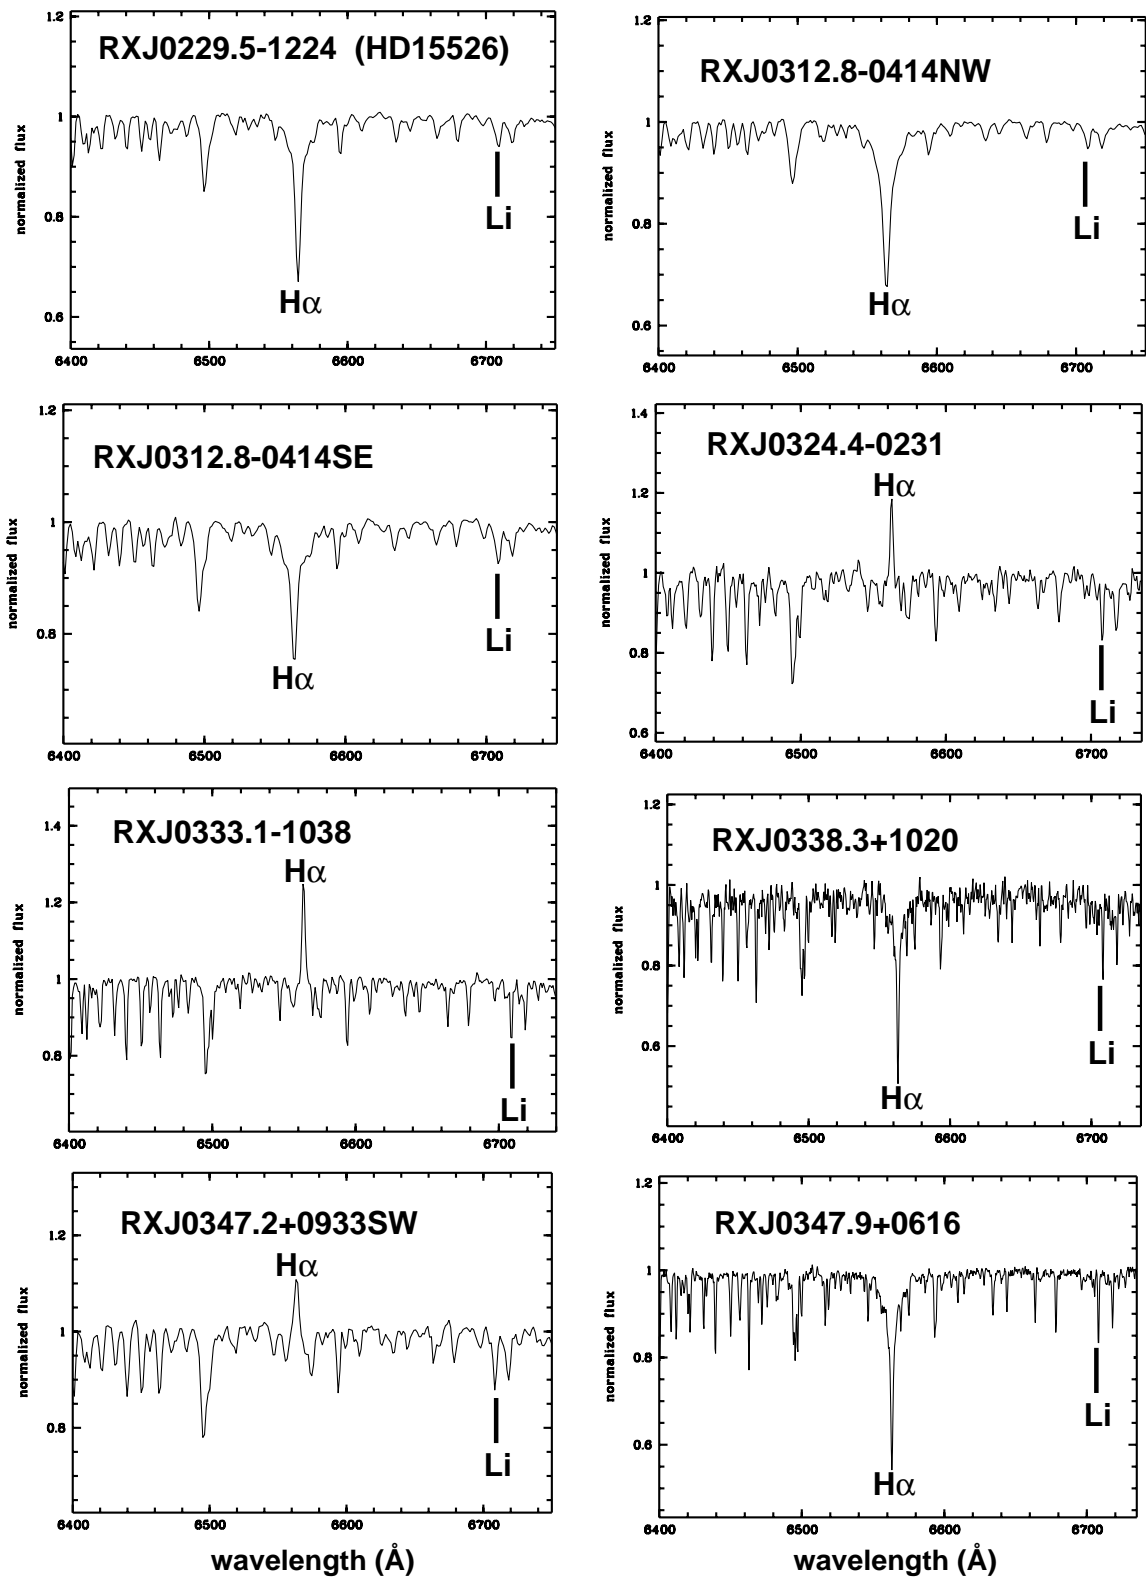 RXJ0229.5-1224 (HD15526)
1.2
1
0.8
0.6
normalized flux
Li
Hα
6400 6500 6600 6700
RXJ0312.8-0414NW
1.2
1
0.8
0.6
normalized flux
Li
Hα
6400 6500 6600 6700
RXJ0312.8-0414SE
1.2
1
0.8
normalized flux
Li
Hα
6400 6500 6600 6700
RXJ0324.4-0231
1.4
Hα
1.2
1
0.8
0.6
normalized flux
Li
6400 6500 6600 6700
RXJ0333.1-1038
1.4
Hα
1.2
1
0.8
normalized flux
Li
6400 6500 6600 6700
RXJ0338.3+1020
1.2
1
0.8
0.6
normalized flux
Li
Hα
6400 6500 6600 6700
RXJ0347.2+0933SW
1.2
Hα
1
0.8
normalized flux
Li
6400 6500 6600 6700
wavelength (Å)
RXJ0347.9+0616
1.2
1
0.8
0.6
normalized flux
Li
Hα
6400 6500 6600 6700
wavelength (Å)